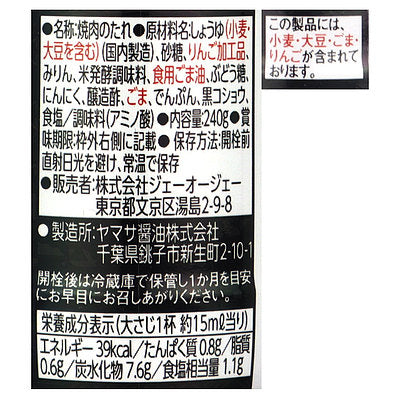 ●名称:焼肉のたれ●原材料名:しょうゆ(小麦・
大豆を含む)(国内製造)、砂糖、りんご加工品、
みりん、米発酵調味料、食用ごま油、ぶどう糖、
にんにく、醸造酢、ごま、でんぷん、黒コショウ、
食塩/調味料(アミノ酸) ●内容量:240g●賞
味期限:枠外右側に記載● 保存方法:開栓前
直射日光を避け、常温で保存
●販売者:株式会社ジェーオージェー
東京都文京区湯島2-9-8
●製造所:ヤマサ醤油株式会社
千葉県銚子市新生町2-10-1
開栓後は冷蔵庫で保管し1か月を目安
にお早目にお召しあがりください。
栄養成分表示(大さじ1杯 約15㎖当り)
エネルギー 39kcal/たんぱく質 0.8g/脂質
0.6g/炭水化物 7.6g/食塩相当量 1.1g
この製品には、
小麦・大豆・ごま・
りんごが含まれて
おります。